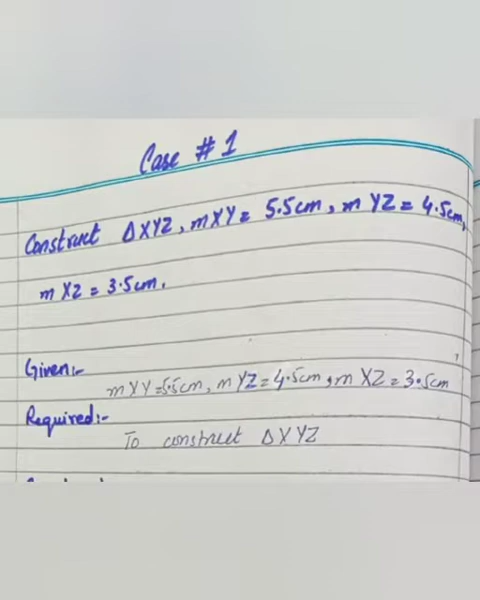 Case # 1
Construct ΔXYZ, mXY = 5.5cm, m YZ = 4.5cm,
m XZ = 3.5cm.
Given:-
mXY=5.5cm, m YZ = 4.5cm, m XZ = 3.5cm
Required:-
To construct ΔXYZ